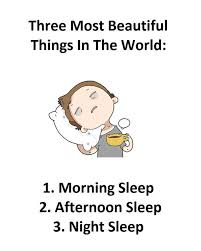 Three Most Beautiful
Things In The World:
1. Morning Sleep
2. Afternoon Sleep
3. Night Sleep